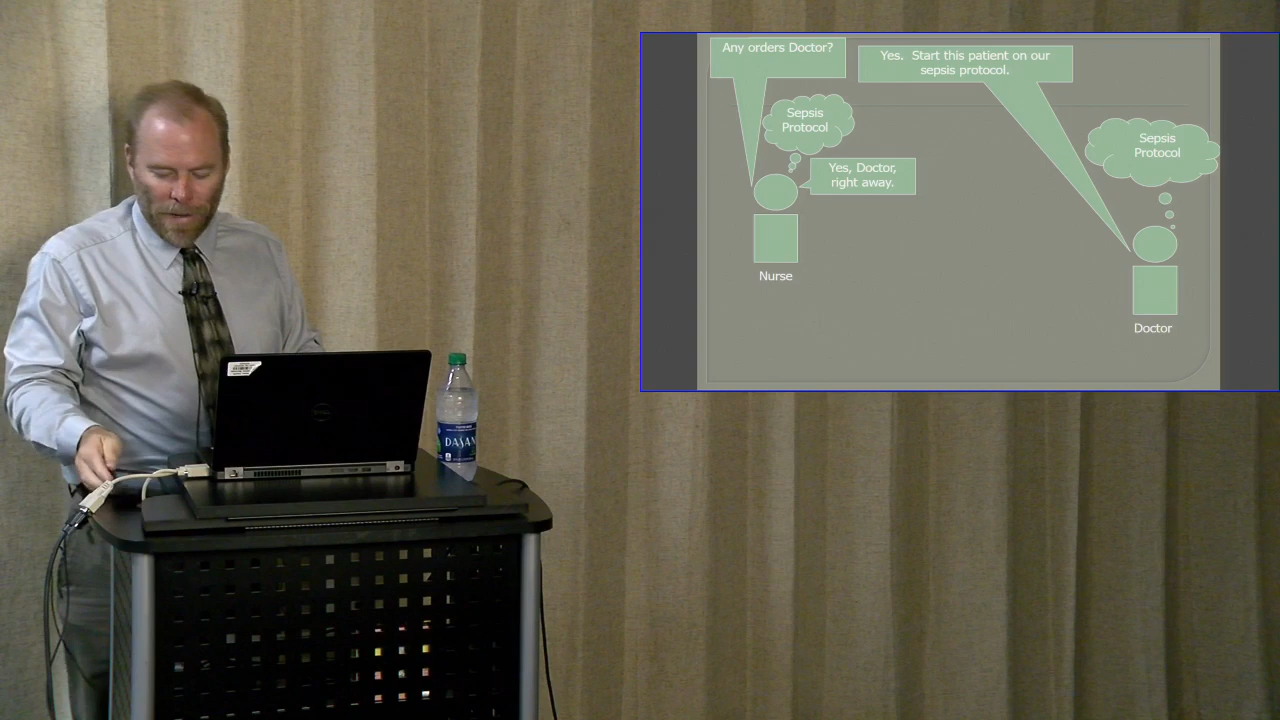 Any orders Doctor?
Yes. Start this patient on our
sepsis protocol.
Sepsis
Protocol
Sepsis
Protocol
Yes, Doctor,
right away.
Nurse
Doctor
DASAN